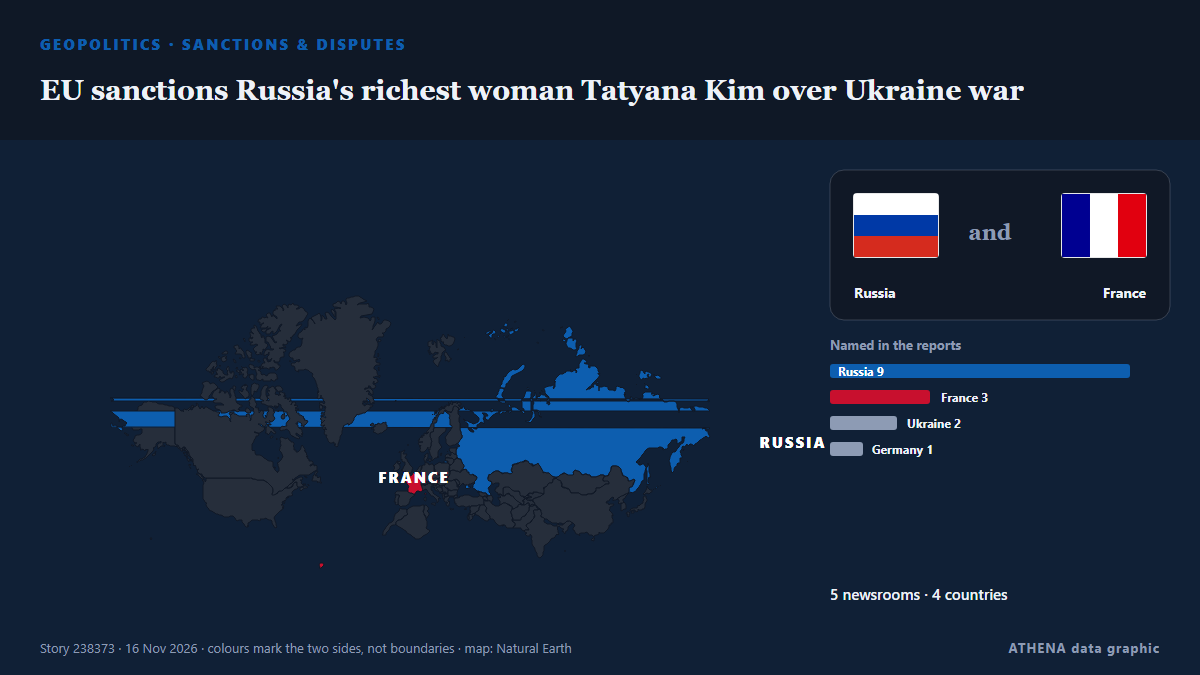 GEOPOLITICS · SANCTIONS & DISPUTES
EU sanctions Russia's richest woman Tatyana Kim over Ukraine war
and
Russia
France
Named in the reports
Russia 9
France 3
Ukraine 2
Germany 1
RUSSIA
FRANCE
5 newsrooms · 4 countries
Story 238373 · 16 Nov 2026 · colours mark the two sides, not boundaries · map: Natural Earth
ATHENA data graphic